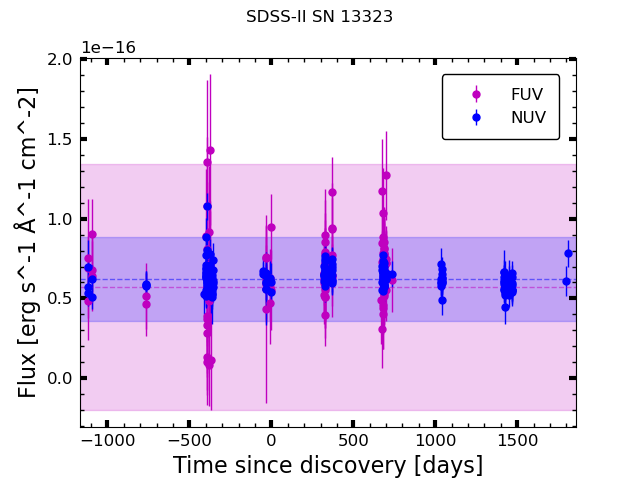 SDSS-II SN 13323
1e−16
2.0
1.5
1.0
0.5
0.0
Flux [erg s^-1 Å^-1 cm^-2]
FUV
NUV
−1000 −500 0 500 1000 1500
Time since discovery [days]